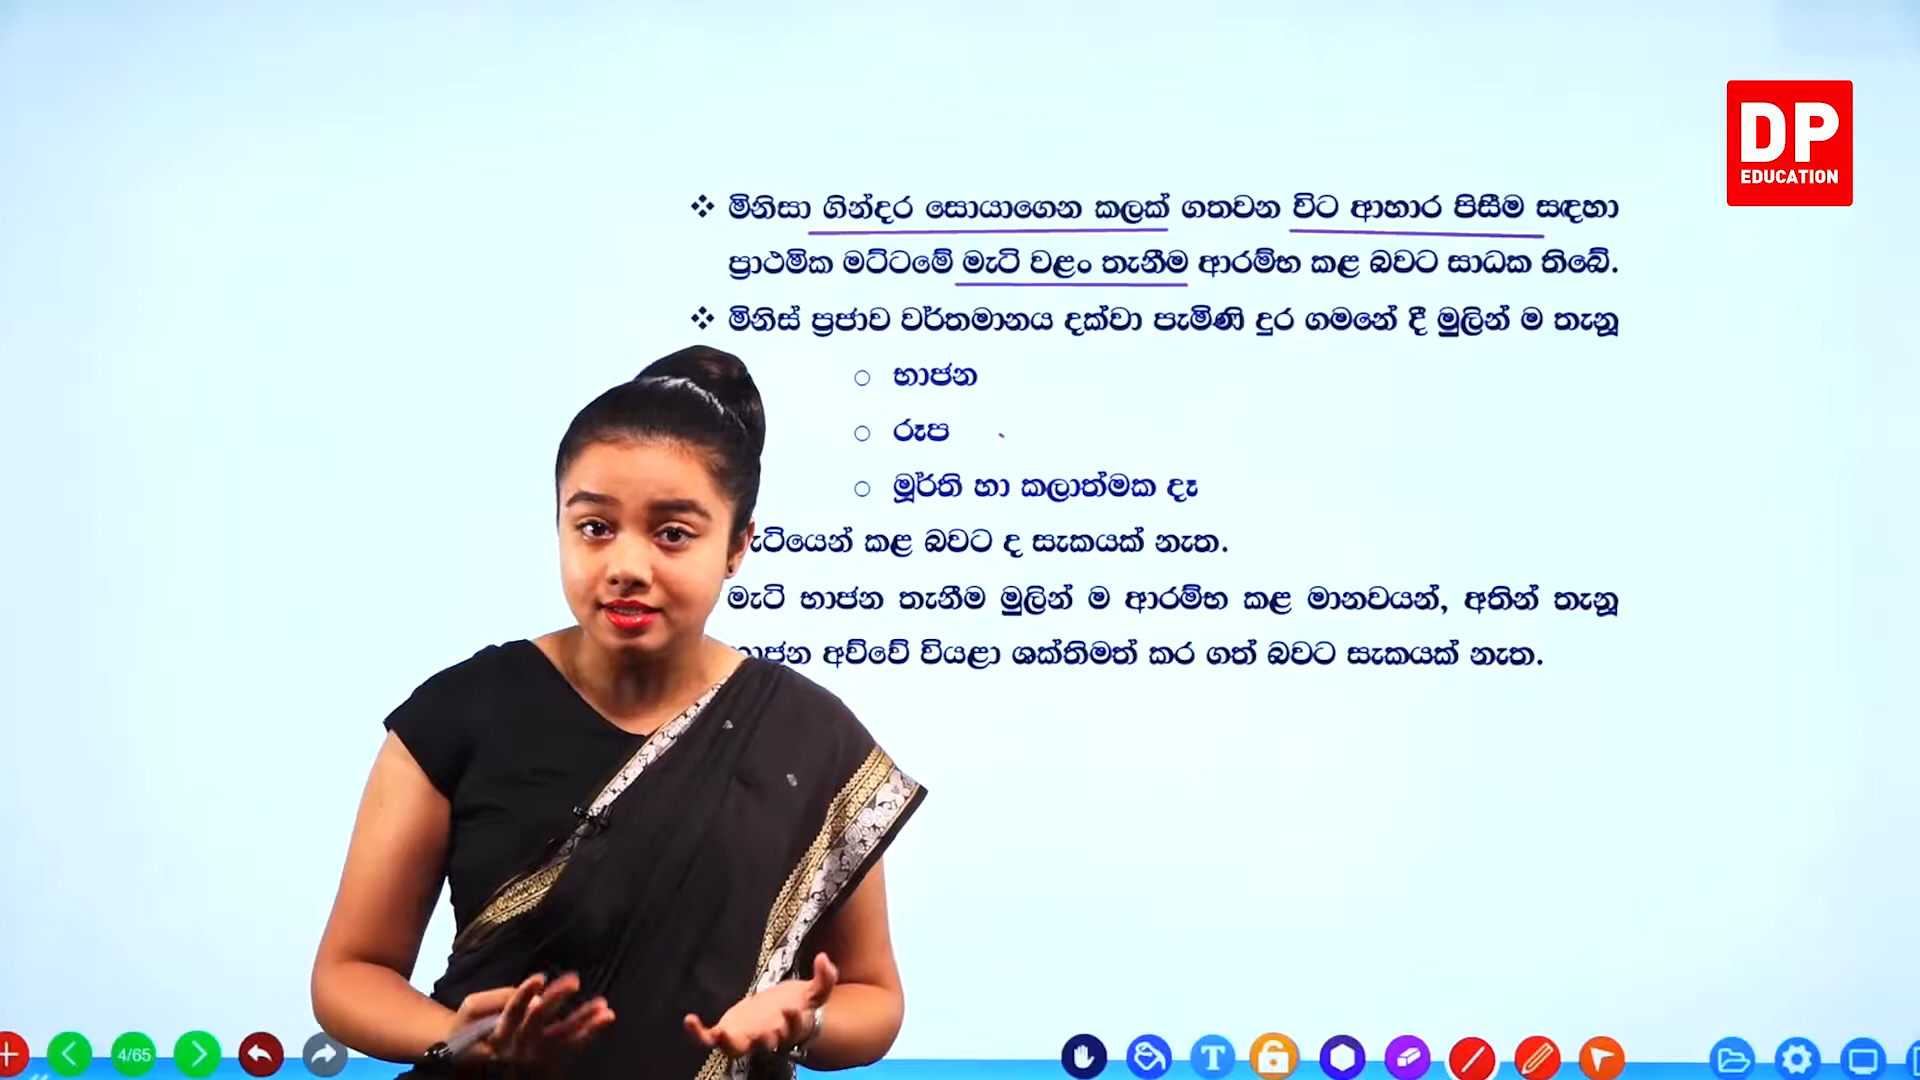 DP
EDUCATION
❖ මිනිසා ගින්දර සොයාගෙන කලක් ගතවන විට ආහාර පිසීම සඳහා
ප්‍රාථමික මට්ටමේ මැටි වළං තැනීම ආරම්භ කළ බවට සාධක තිබේ.
❖ මිනිස් ප්‍රජාව වර්තමානය දක්වා පැමිණි දුර ගමනේ දී මුලින් ම තැනූ
○ භාජන
○ රූප
○ මූර්ති හා කලාත්මක දෑ
කළ බවට ද සැකයක් නැත.
මැටි භාජන තැනීම මුලින් ම ආරම්භ කළ මානවයන්, අතින් තැනූ
අව්වේ වියළා ශක්තිමත් කර ගත් බවට සැකයක් නැත.
4/65
T